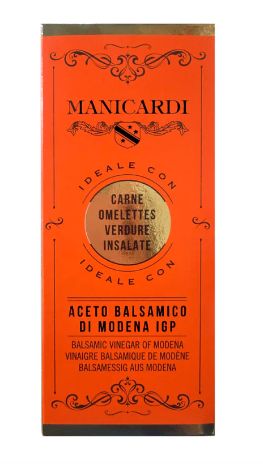 MANICARDI
IDEALE CON
CARNE
OMELETTES
VERDURE
INSALATE
IDEALE CON
ACETO BALSAMICO
DI MODENA IGP
BALSAMIC VINEGAR OF MODENA
VINAIGRE BALSAMIQUE DE MODÈNE
BALSAMESSIG AUS MODENA